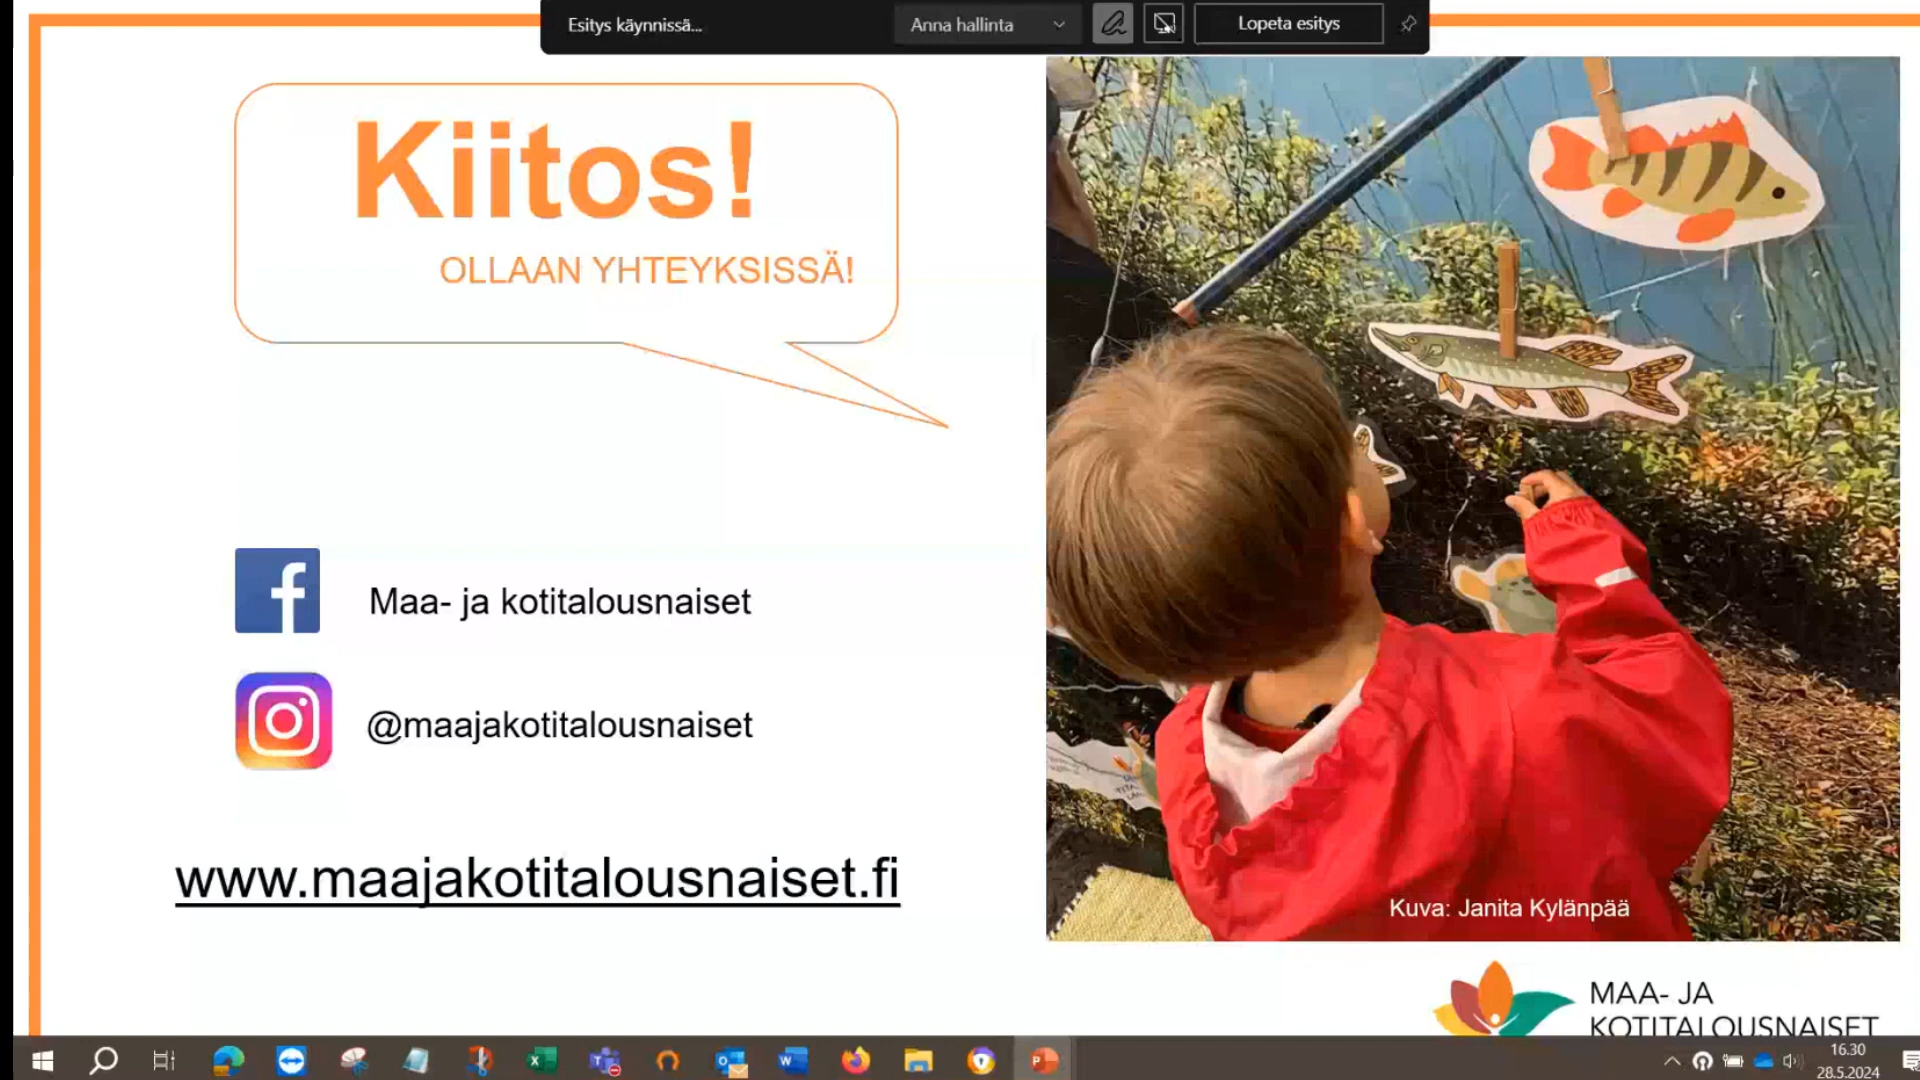 Esitys käynnissä...
Anna hallinta
Lopeta esitys
Kiitos!
OLLAAN YHTEYKSISSÄ!
Maa- ja kotitalousnaiset
@maajakotitalousnaiset
www.maajakotitalousnaiset.fi
Kuva: Janita Kylänpää
MAA- JA
KOTITALOUSNAISET
16.30
28.5.2024